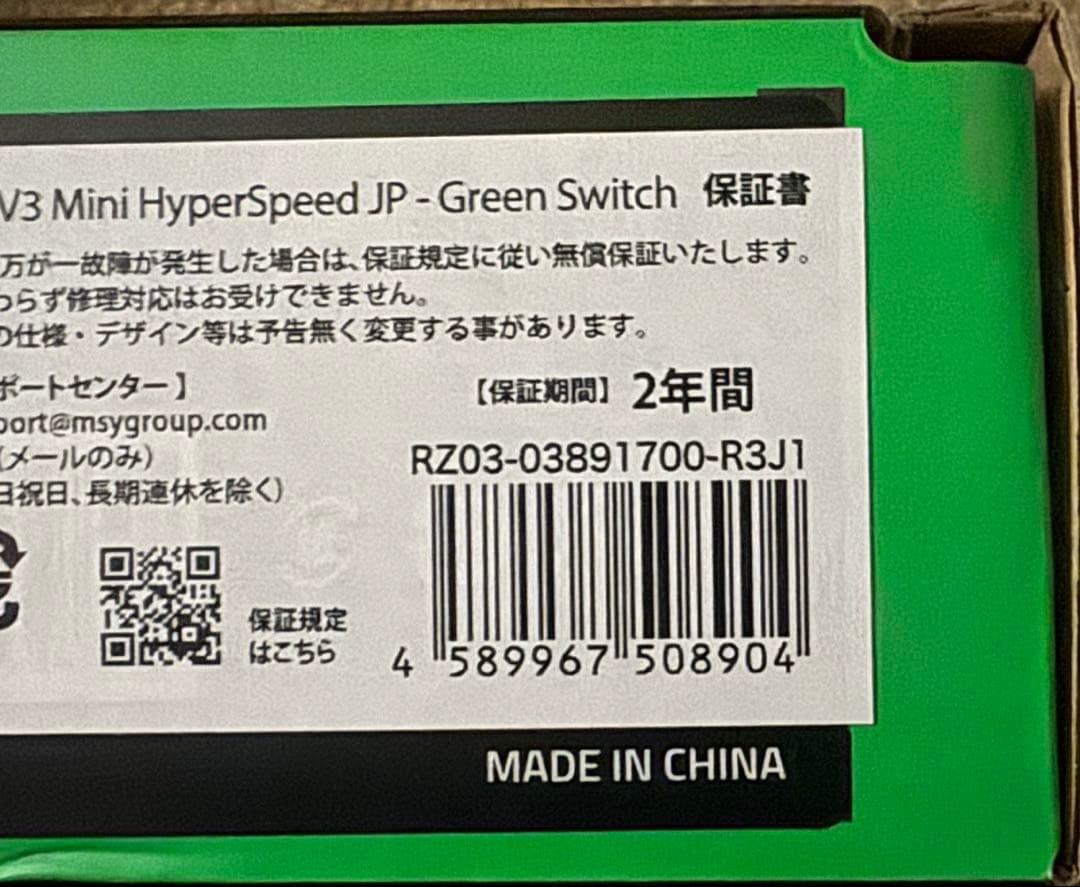 V3 Mini HyperSpeed JP - Green Switch 保証書
万が一故障が発生した場合は、保証規定に従い無償保証いたします。
わらず修理対応はお受けできません。
の仕様・デザイン等は予告無く変更する事があります。
ポートセンター】
port@msygroup.com
(メールのみ)
日祝日、長期連休を除く)
【保証期間】 2年間
RZ03-03891700-R3J1
4 589967 508904
保証規定
はこちら
MADE IN CHINA